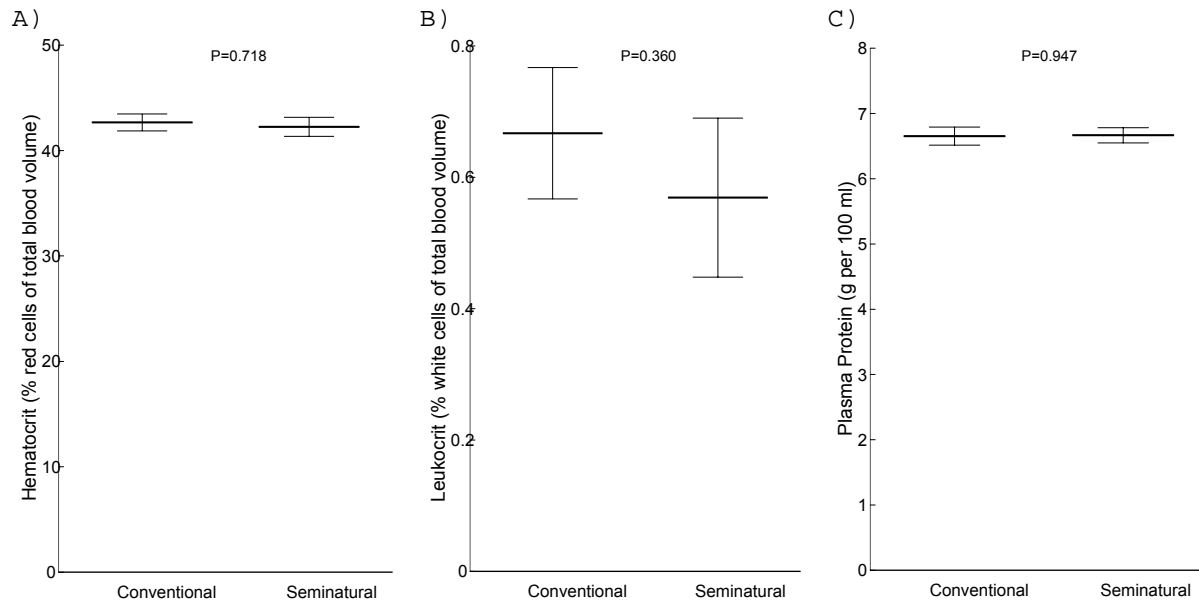 A)
Hematocrit (% red cells of total blood volume)
50
40
30
20
10
0
P=0.718
Conventional
Seminatural
B)
Leukocrit (% white cells of total blood volume)
0.8
0.6
0.4
0.2
0
P=0.360
Conventional
Seminatural
C)
Plasma Protein (g per 100 ml)
8
7
6
5
4
3
2
1
0
P=0.947
Conventional
Seminatural